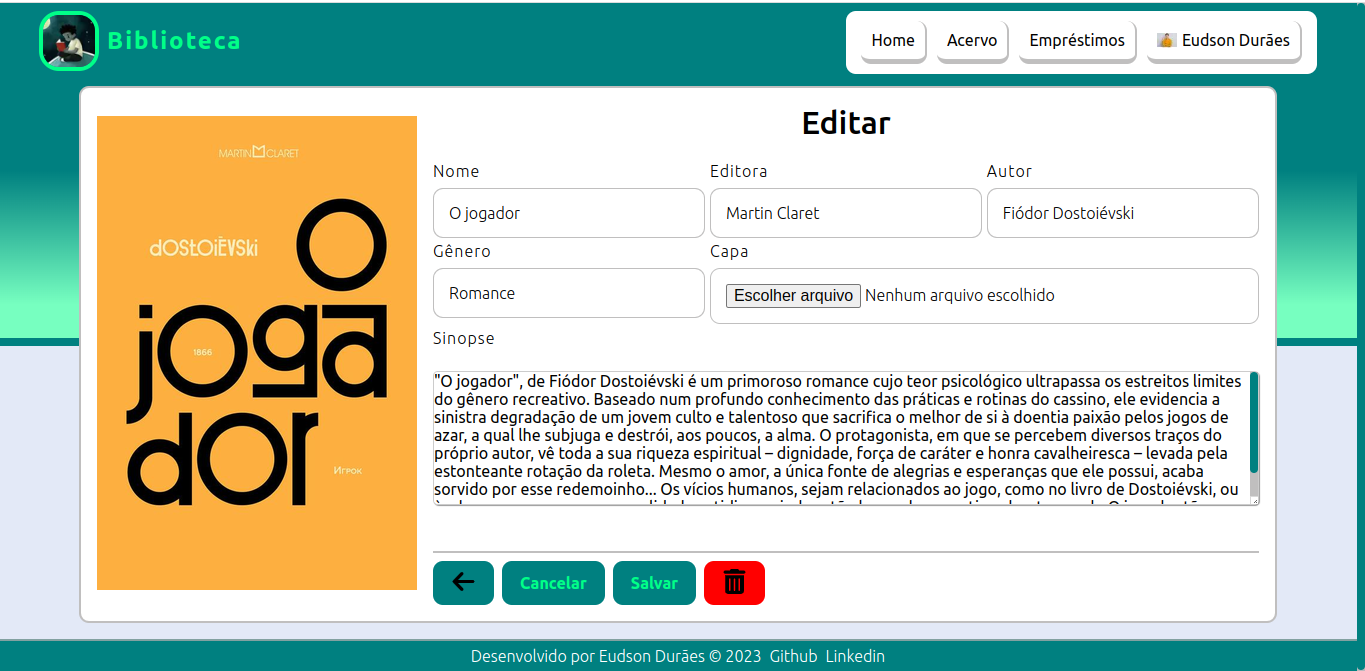 Biblioteca
Home Acervo Empréstimos Eudson Durães
MARTIN CLARET
dOStOiÉVSki
O
joga
1866
dor
Игрок
Editar
Nome Editora Autor
O jogador Martin Claret Fiódor Dostoiévski
Gênero Capa
Romance Escolher arquivo Nenhum arquivo escolhido
Sinopse
"O jogador", de Fiódor Dostoiévski é um primoroso romance cujo teor psicológico ultrapassa os estreitos limites
do gênero recreativo. Baseado num profundo conhecimento das práticas e rotinas do cassino, ele evidencia a
sinistra degradação de um jovem culto e talentoso que sacrifica o melhor de si à doentia paixão pelos jogos de
azar, a qual lhe subjuga e destrói, aos poucos, a alma. O protagonista, em que se percebem diversos traços do
próprio autor, vê toda a sua riqueza espiritual – dignidade, força de caráter e honra cavalheiresca – levada pela
estonteante rotação da roleta. Mesmo o amor, a única fonte de alegrias e esperanças que ele possui, acaba
sorvido por esse redemoinho... Os vícios humanos, sejam relacionados ao jogo, como no livro de Dostoiévski, ou
Cancelar Salvar
Desenvolvido por Eudson Durães © 2023 Github Linkedin